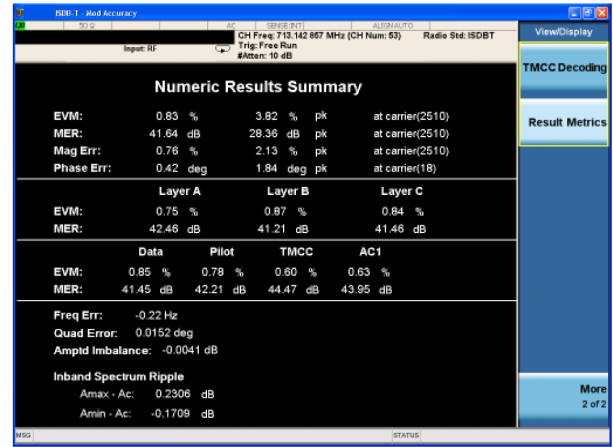 ISDB-T - Mod Accuracy
50 Ω AC SENSE:INT ALIGNAUTO
CH Freq: 713.142 857 MHz (CH Num: 53) Radio Std: ISDBT
Input: RF Trig: Free Run
#Atten: 10 dB
View/Display
TMCC Decoding
Result Metrics
More
2 of 2
Numeric Results Summary
EVM: 0.83 % 3.82 % pk at carrier(2510)
MER: 41.64 dB 28.36 dB pk at carrier(2510)
Mag Err: 0.76 % 2.13 % pk at carrier(2510)
Phase Err: 0.42 deg 1.84 deg pk at carrier(18)
Layer A Layer B Layer C
EVM: 0.75 % 0.87 % 0.84 %
MER: 42.46 dB 41.21 dB 41.46 dB
Data Pilot TMCC AC1
EVM: 0.85 % 0.78 % 0.60 % 0.63 %
MER: 41.45 dB 42.21 dB 44.47 dB 43.95 dB
Freq Err: -0.22 Hz
Quad Error: 0.0152 deg
Amptd Imbalance: -0.0041 dB
Inband Spectrum Ripple
Amax - Ac: 0.2306 dB
Amin - Ac: -0.1709 dB
MSG STATUS